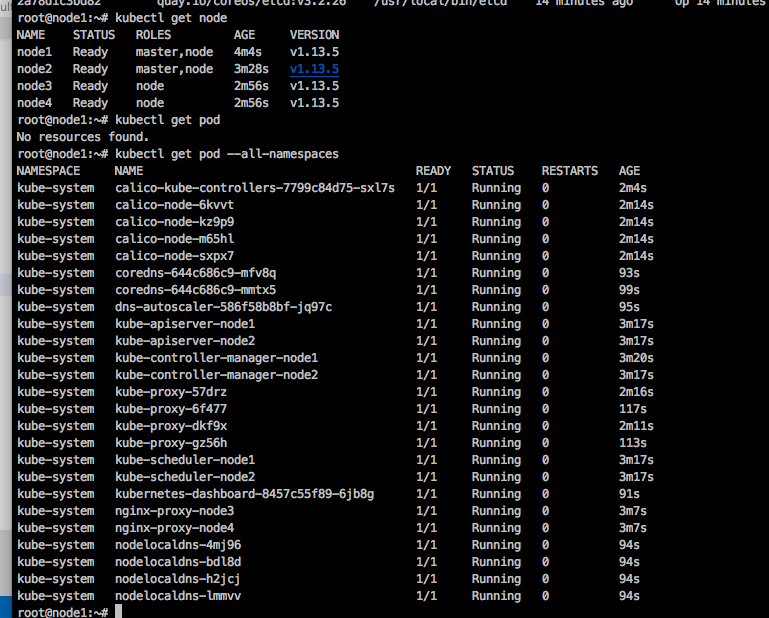 2a78d1c3bd82 quay.io/coreos/etcd:v3.2.26 "/usr/local/bin/etcd" 14 minutes ago Up 14 minutes
root@node1:~# kubectl get node
NAME STATUS ROLES AGE VERSION
node1 Ready master,node 4m4s v1.13.5
node2 Ready master,node 3m28s v1.13.5
node3 Ready node 2m56s v1.13.5
node4 Ready node 2m56s v1.13.5
root@node1:~# kubectl get pod
No resources found.
root@node1:~# kubectl get pod --all-namespaces
NAMESPACE NAME READY STATUS RESTARTS AGE
kube-system calico-kube-controllers-7799c84d75-sxl7s 1/1 Running 0 2m4s
kube-system calico-node-6kvvt 1/1 Running 0 2m14s
kube-system calico-node-kz9p9 1/1 Running 0 2m14s
kube-system calico-node-m65hl 1/1 Running 0 2m14s
kube-system calico-node-sxpx7 1/1 Running 0 2m14s
kube-system coredns-644c686c9-mfv8q 1/1 Running 0 93s
kube-system coredns-644c686c9-mmtx5 1/1 Running 0 99s
kube-system dns-autoscaler-586f58b8bf-jq97c 1/1 Running 0 95s
kube-system kube-apiserver-node1 1/1 Running 0 3m17s
kube-system kube-apiserver-node2 1/1 Running 0 3m17s
kube-system kube-controller-manager-node1 1/1 Running 0 3m20s
kube-system kube-controller-manager-node2 1/1 Running 0 3m17s
kube-system kube-proxy-57drz 1/1 Running 0 2m16s
kube-system kube-proxy-6f477 1/1 Running 0 117s
kube-system kube-proxy-dkf9x 1/1 Running 0 2m11s
kube-system kube-proxy-gz56h 1/1 Running 0 113s
kube-system kube-scheduler-node1 1/1 Running 0 3m17s
kube-system kube-scheduler-node2 1/1 Running 0 3m17s
kube-system kubernetes-dashboard-8457c55f89-6jb8g 1/1 Running 0 91s
kube-system nginx-proxy-node3 1/1 Running 0 3m7s
kube-system nginx-proxy-node4 1/1 Running 0 3m7s
kube-system nodelocaldns-4mj96 1/1 Running 0 94s
kube-system nodelocaldns-bdl8d 1/1 Running 0 94s
kube-system nodelocaldns-h2jcj 1/1 Running 0 94s
kube-system nodelocaldns-lmmvv 1/1 Running 0 94s
root@node1:~#